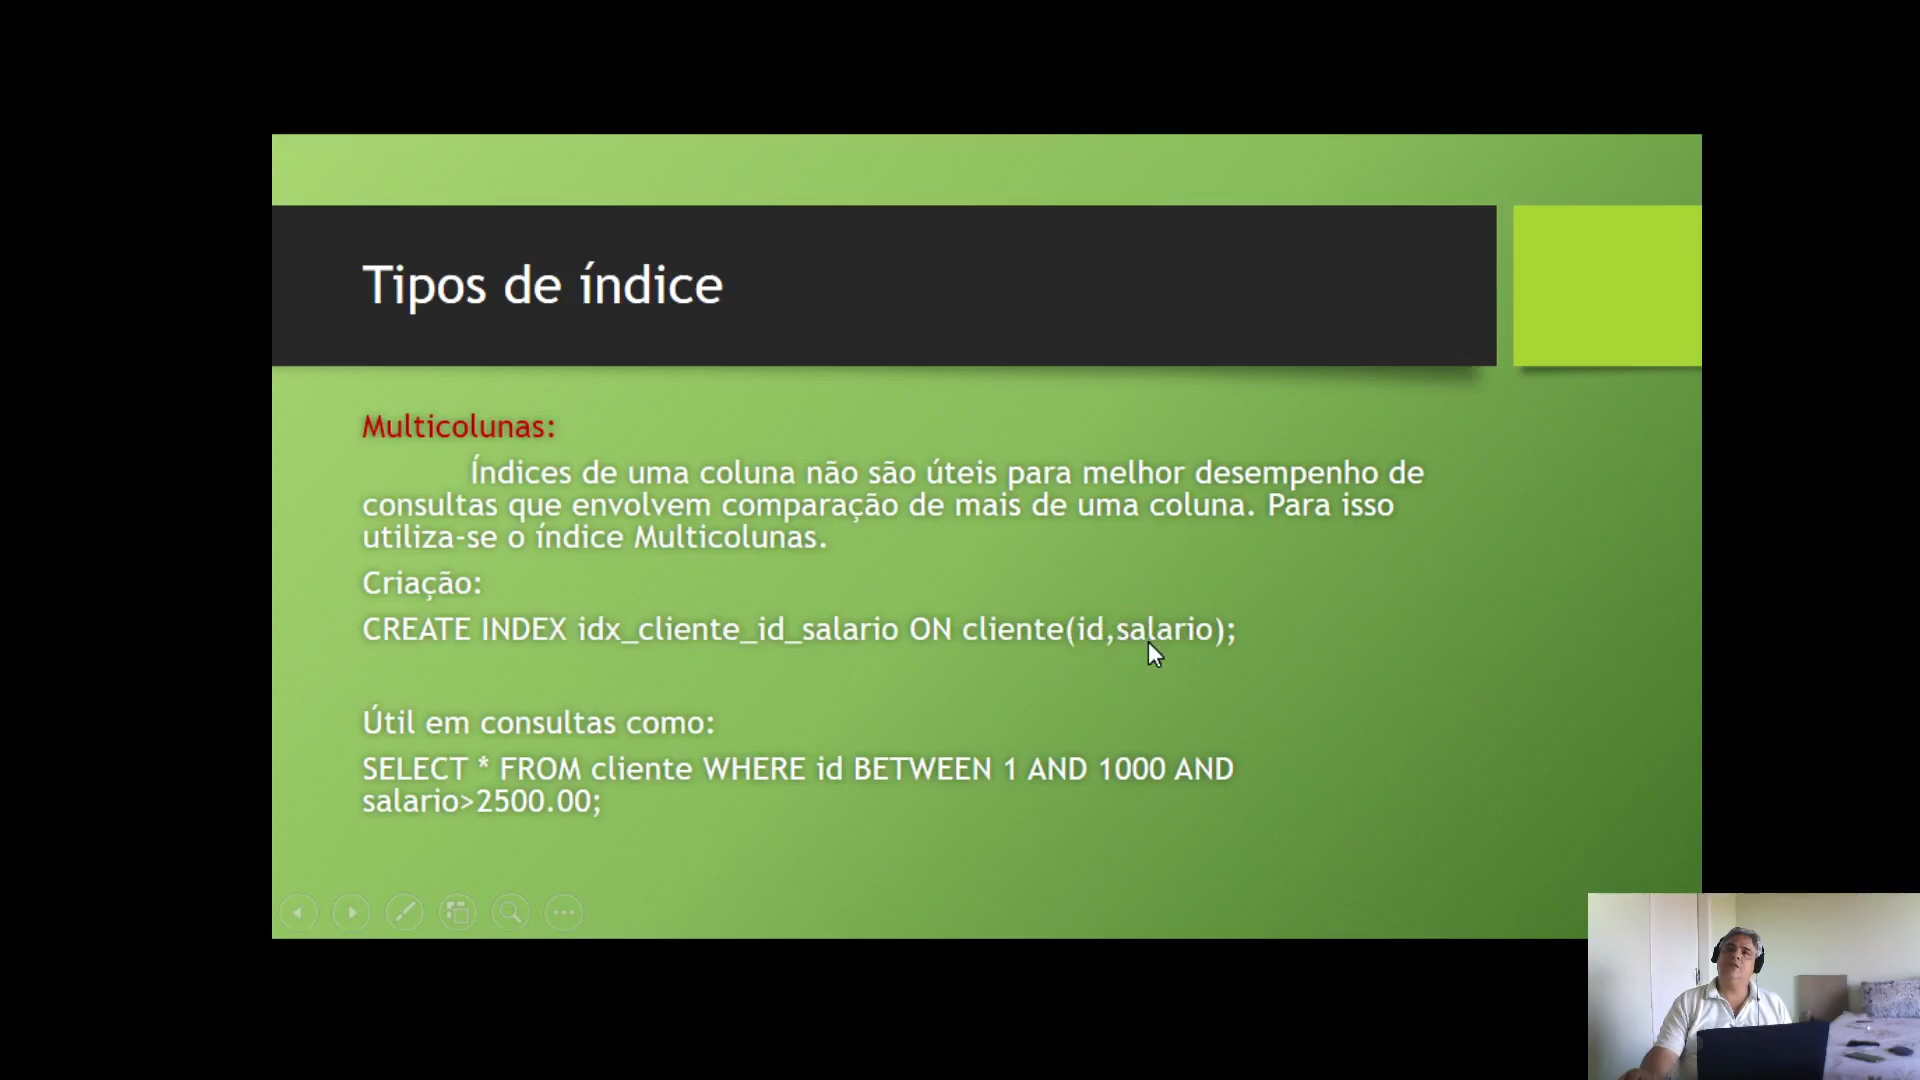 Tipos de índice
Multicolunas:
Índices de uma coluna não são úteis para melhor desempenho de
consultas que envolvem comparação de mais de uma coluna. Para isso
utiliza-se o índice Multicolunas.
Criação:
CREATE INDEX idx_cliente_id_salario ON cliente(id,salario);
Útil em consultas como:
SELECT * FROM cliente WHERE id BETWEEN 1 AND 1000 AND
salario>2500.00;